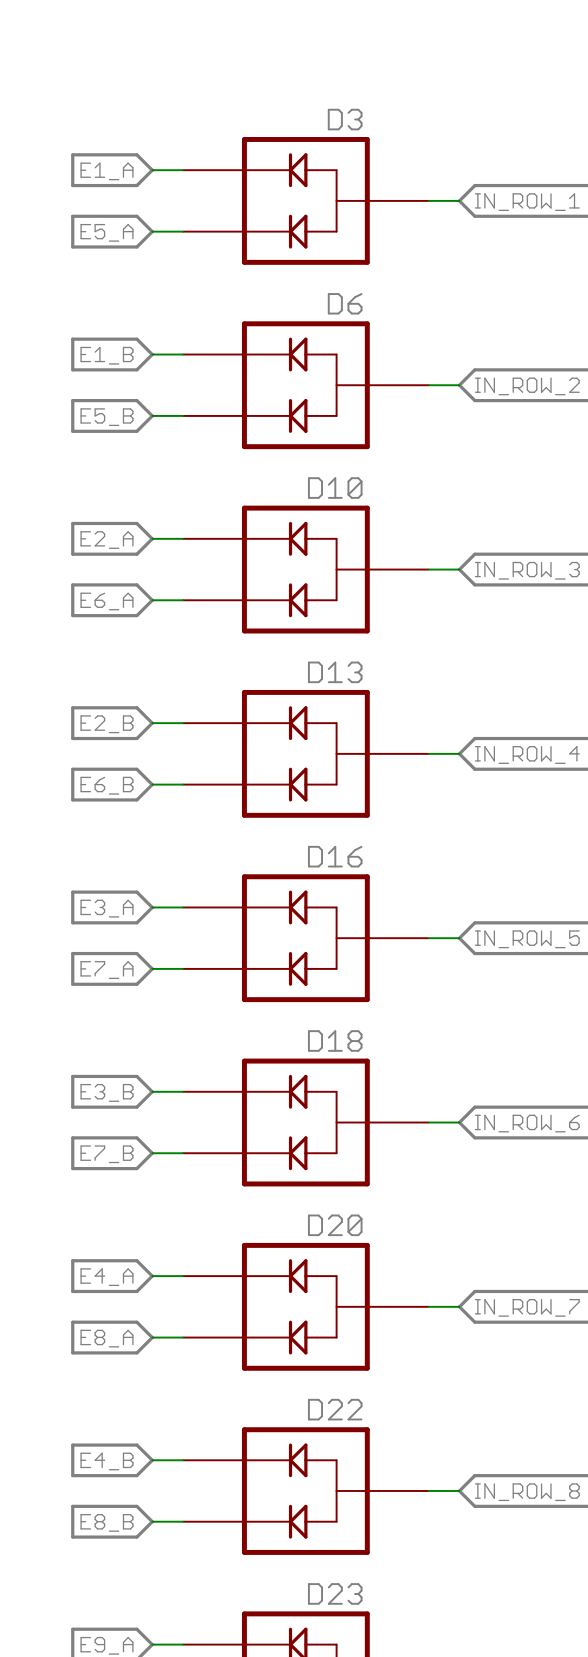 D3
E1_A
IN_ROW_1
E5_A
D6
E1_B
IN_ROW_2
E5_B
D10
E2_A
IN_ROW_3
E6_A
D13
E2_B
IN_ROW_4
E6_B
D16
E3_A
IN_ROW_5
E7_A
D18
E3_B
IN_ROW_6
E7_B
D20
E4_A
IN_ROW_7
E8_A
D22
E4_B
IN_ROW_8
E8_B
D23
E9_A